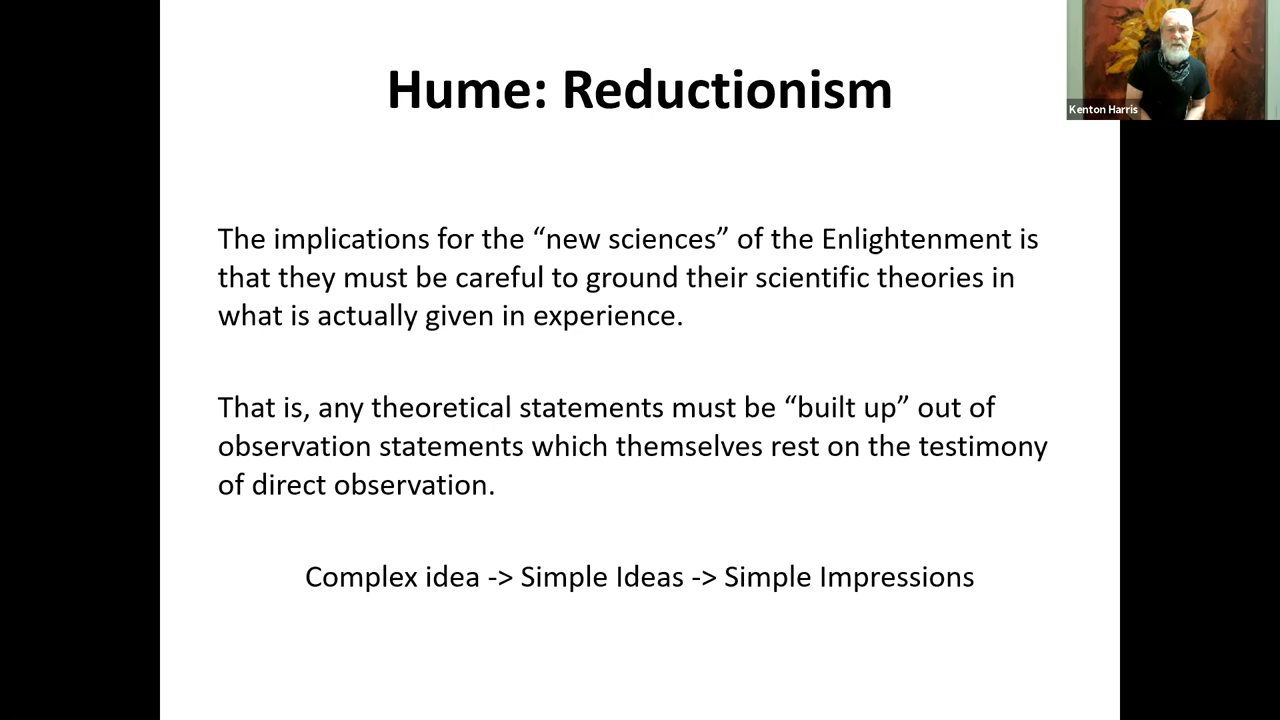 Hume: Reductionism
Kenton Harris
The implications for the “new sciences” of the Enlightenment is
that they must be careful to ground their scientific theories in
what is actually given in experience.
That is, any theoretical statements must be “built up” out of
observation statements which themselves rest on the testimony
of direct observation.
Complex idea -> Simple Ideas -> Simple Impressions